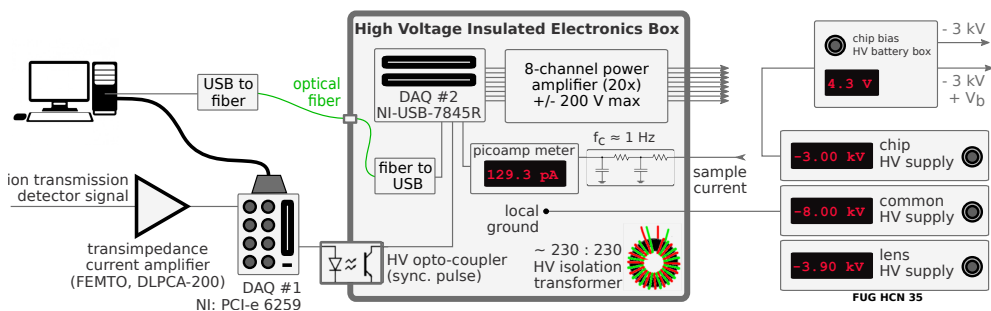 High Voltage Insulated Electronics Box
USB to
fiber
optical
fiber
DAQ #2
NI-USB-7845R
8-channel power
amplifier (20x)
+/- 200 V max
fiber to
USB
picoamp meter
129.3 pA
f_c ≈ 1 Hz
sample
current
local
ground
HV opto-coupler
(sync. pulse)
~ 230 : 230
HV isolation
transformer
ion transmission
detector signal
transimpedance
current amplifier
(FEMTO, DLPCA-200)
DAQ #1
NI: PCI-e 6259
chip bias
HV battery box
4.3 V
- 3 kV
- 3 kV
+ V_b
-3.00 kV
chip
HV supply
-8.00 kV
common
HV supply
-3.90 kV
lens
HV supply
FUG HCN 35